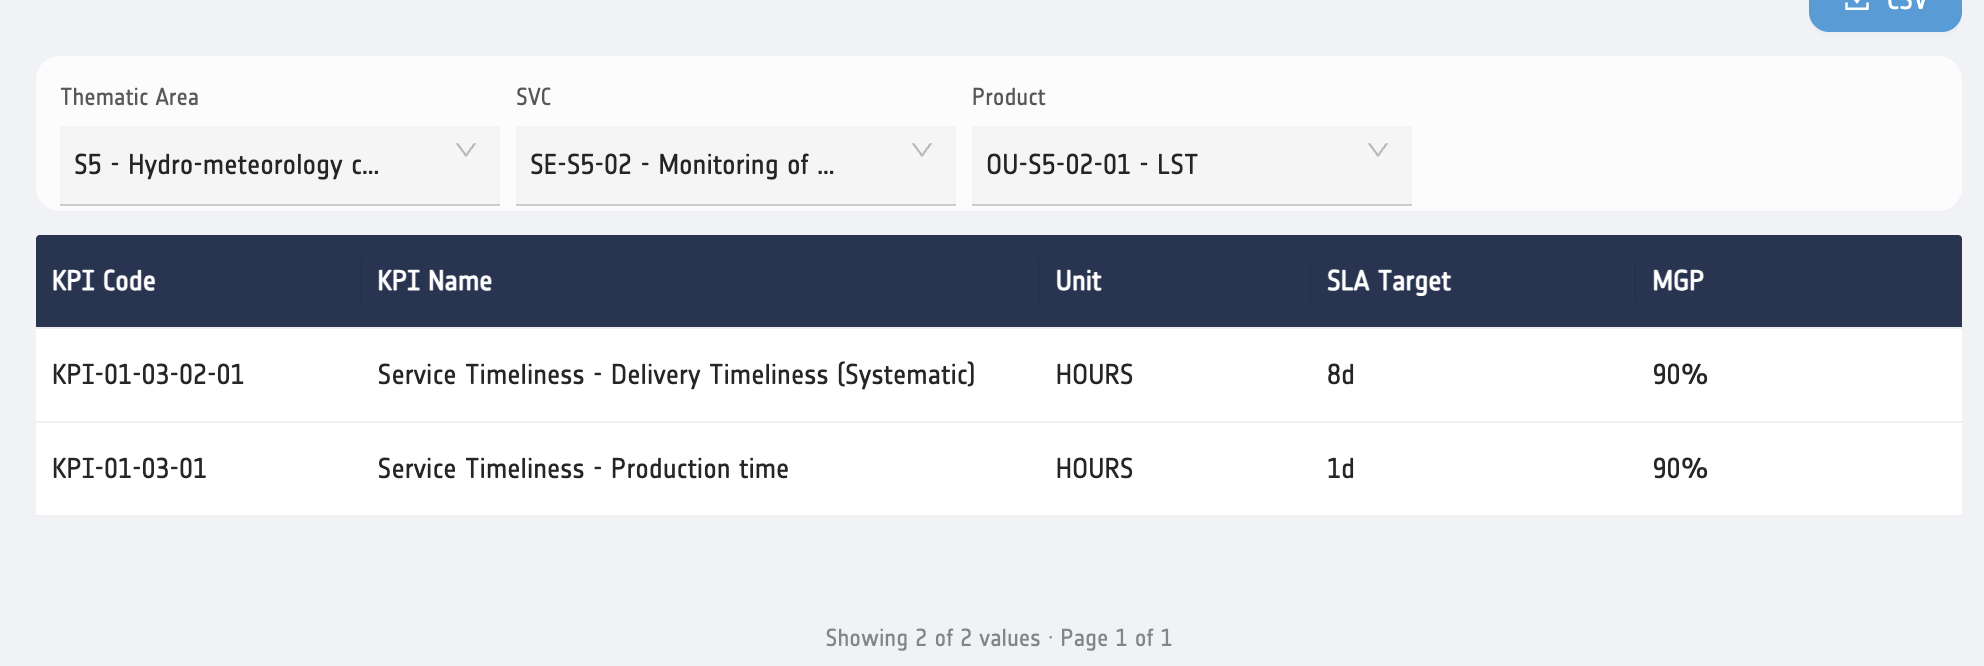 CSV
Thematic Area SVC Product
S5 - Hydro-meteorology c... SE-S5-02 - Monitoring of ... OU-S5-02-01 - LST
KPI Code KPI Name Unit SLA Target MGP
KPI-01-03-02-01 Service Timeliness - Delivery Timeliness (Systematic) HOURS 8d 90%
KPI-01-03-01 Service Timeliness - Production time HOURS 1d 90%
Showing 2 of 2 values · Page 1 of 1